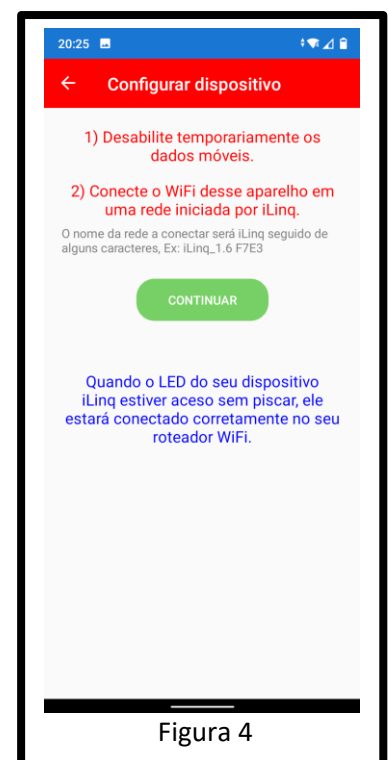 20:25
Configurar dispositivo
1) Desabilite temporariamente os
dados móveis.
2) Conecte o WiFi desse aparelho em
uma rede iniciada por iLinq.
O nome da rede a conectar será iLinq seguido de
alguns caracteres, Ex: iLinq_1.6 F7E3
CONTINUAR
Quando o LED do seu dispositivo
iLinq estiver aceso sem piscar, ele
estará conectado corretamente no seu
roteador WiFi.
Figura 4